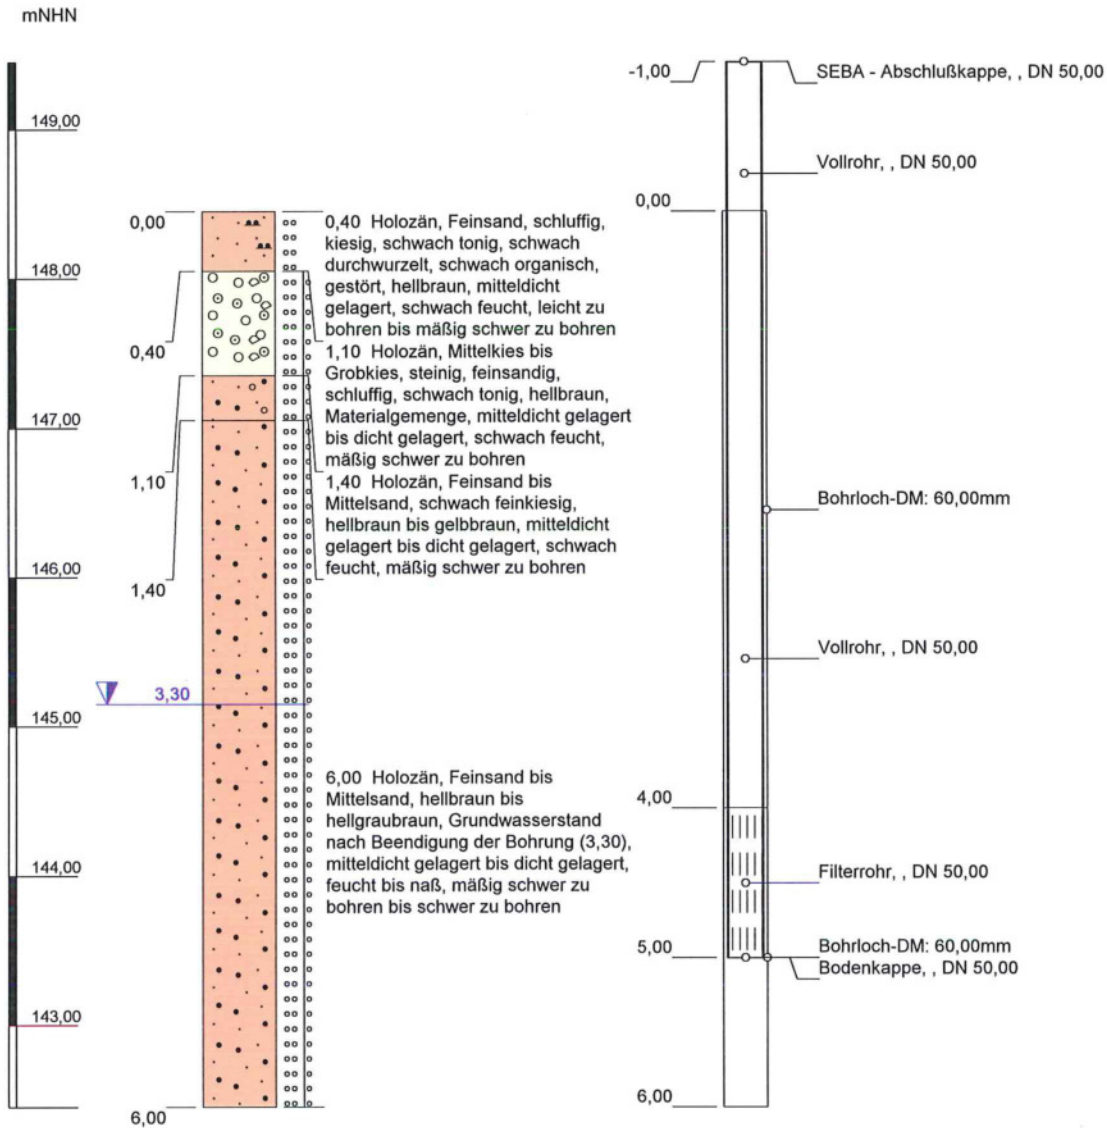 mNHN
149,00
148,00
147,00
146,00
145,00
144,00
143,00
0,00
0,40
1,10
1,40
3,30
6,00
0,40 Holozän, Feinsand, schluffig,
kiesig, schwach tonig, schwach
durchwurzelt, schwach organisch,
gestört, hellbraun, mitteldicht
gelagert, schwach feucht, leicht zu
bohren bis mäßig schwer zu bohren
1,10 Holozän, Mittelkies bis
Grobkies, steinig, feinsandig,
schluffig, schwach tonig, hellbraun,
Materialgemenge, mitteldicht gelagert
bis dicht gelagert, schwach feucht,
mäßig schwer zu bohren
1,40 Holozän, Feinsand bis
Mittelsand, schwach feinkiesig,
hellbraun bis gelbbraun, mitteldicht
gelagert bis dicht gelagert, schwach
feucht, mäßig schwer zu bohren
6,00 Holozän, Feinsand bis
Mittelsand, hellbraun bis
hellgraubraun, Grundwasserstand
nach Beendigung der Bohrung (3,30),
mitteldicht gelagert bis dicht gelagert,
feucht bis naß, mäßig schwer zu
bohren bis schwer zu bohren
-1,00
0,00
4,00
5,00
6,00
SEBA - Abschlußkappe, , DN 50,00
Vollrohr, , DN 50,00
Bohrloch-DM: 60,00mm
Vollrohr, , DN 50,00
Filterrohr, , DN 50,00
Bohrloch-DM: 60,00mm
Bodenkappe, , DN 50,00